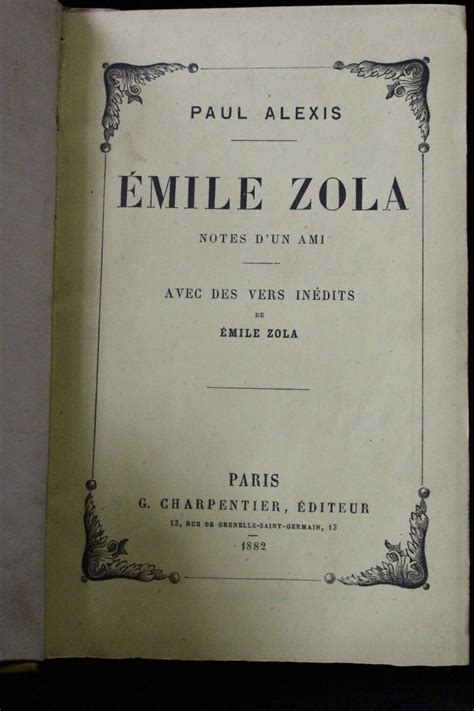 PAUL ALEXIS
ÉMILE ZOLA
NOTES D'UN AMI
AVEC DES VERS INÉDITS
DE
ÉMILE ZOLA
PARIS
G. CHARPENTIER, ÉDITEUR
13, RUE DE GRENELLE-SAINT-GERMAIN, 13
1882